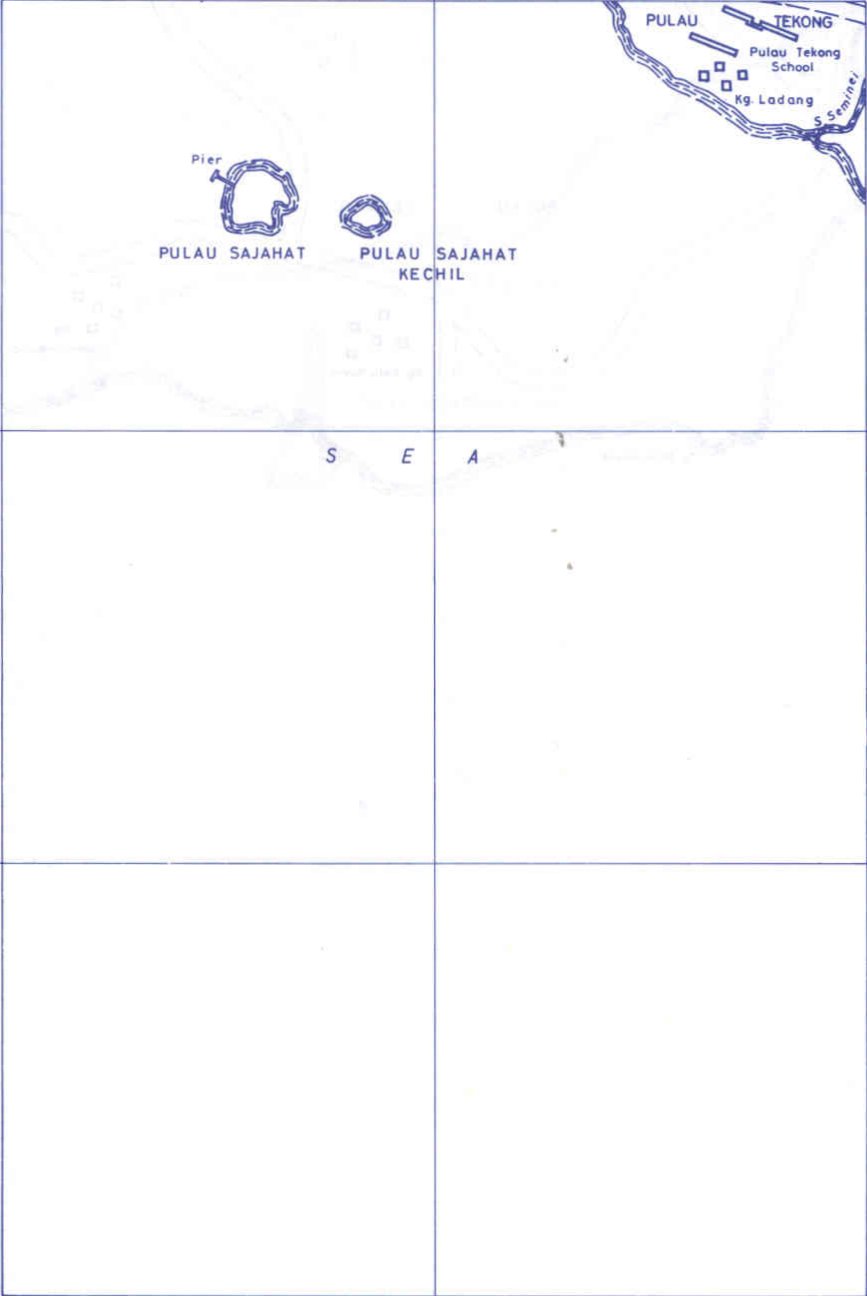 PULAU TEKONG
Pulau Tekong
School
Kg. Ladang
S. Seminei
Pier
PULAU SAJAHAT
PULAU SAJAHAT
KECHIL
S E A